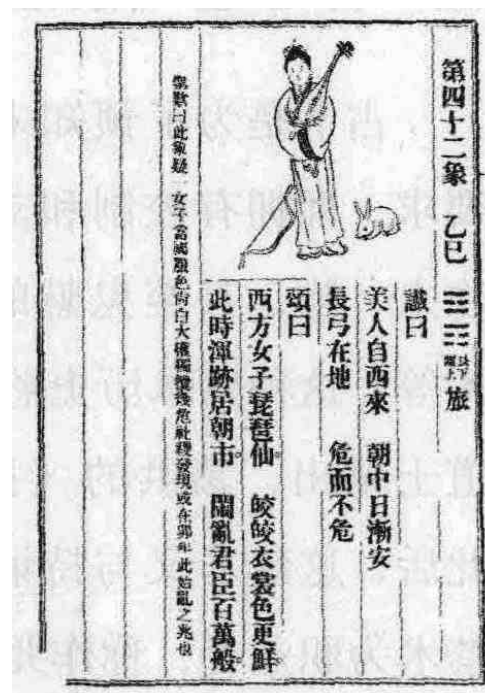 第四十二象 乙巳 ䷷ 艮下離上 旅
讖曰
美人自西來 朝中日漸安
長弓在地 危而不危
頌曰
西方女子琵琶仙。 皎皎衣裳色更鮮。
此時渾跡居朝市。 鬧亂君臣百萬般。
聖歎曰此象疑一女子當國服色尚白大權獨攬幾危社稷發現或在卯年此始亂之兆也